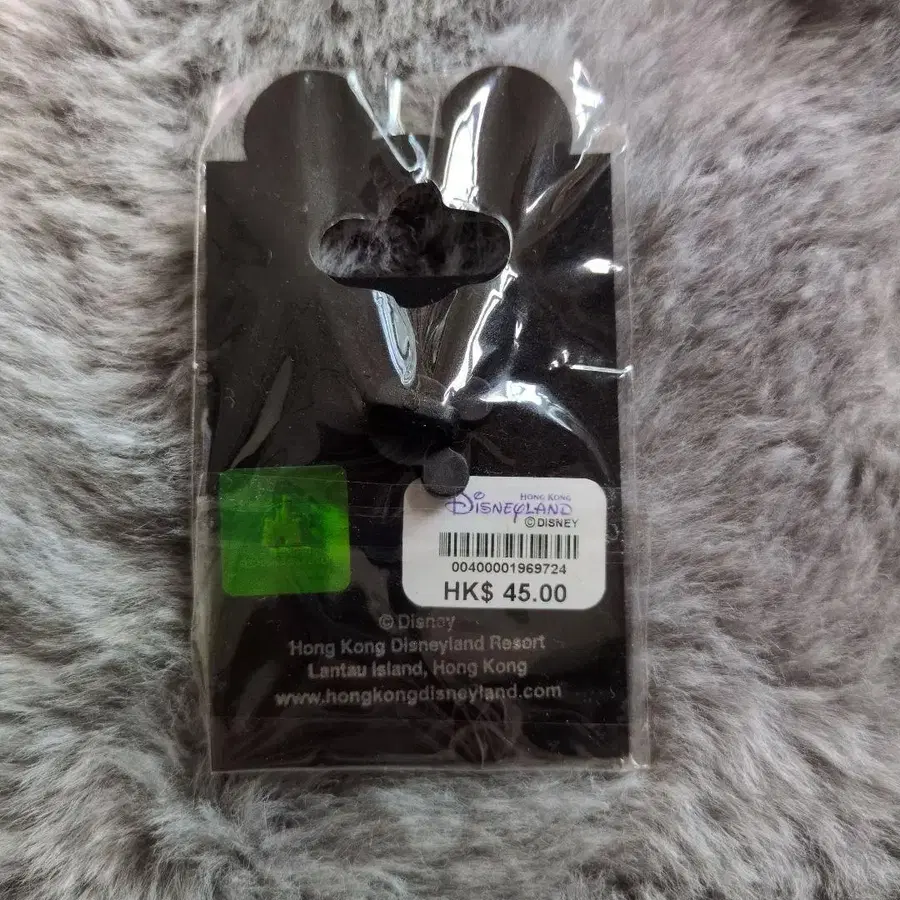 HONG KONG
DISNEYLAND
© DISNEY
00400001969724
HK$ 45.00
© Disney
Hong Kong Disneyland Resort
Lantau Island, Hong Kong
www.hongkongdisneyland.com